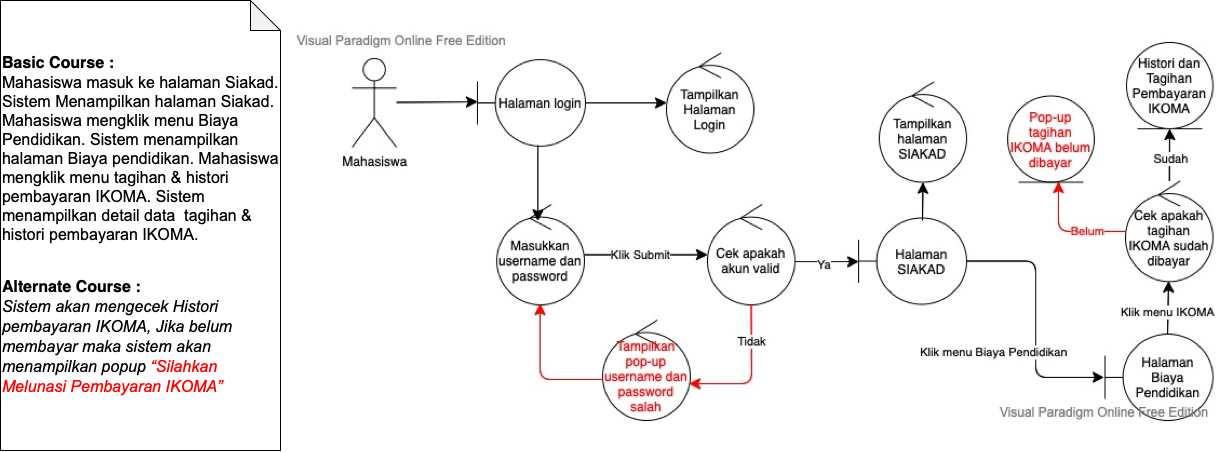 Basic Course :
Mahasiswa masuk ke halaman Siakad.
Sistem Menampilkan halaman Siakad.
Mahasiswa mengklik menu Biaya
Pendidikan. Sistem menampilkan
halaman Biaya pendidikan. Mahasiswa
mengklik menu tagihan & histori
pembayaran IKOMA. Sistem
menampilkan detail data tagihan &
histori pembayaran IKOMA.
Alternate Course :
Sistem akan mengecek Histori
pembayaran IKOMA, Jika belum
membayar maka sistem akan
menampilkan popup “Silahkan
Melunasi Pembayaran IKOMA”
Visual Paradigm Online Free Edition
Mahasiswa
Halaman login
Tampilkan
Halaman
Login
Masukkan
username dan
password
Klik Submit
Cek apakah
akun valid
Tidak
Tampilkan
pop-up
username dan
password
salah
Ya
Halaman
SIAKAD
Tampilkan
halaman
SIAKAD
Klik menu Biaya Pendidikan
Halaman
Biaya
Pendidikan
Klik menu IKOMA
Cek apakah
tagihan
IKOMA sudah
dibayar
Belum
Pop-up
tagihan
IKOMA belum
dibayar
Sudah
Histori dan
Tagihan
Pembayaran
IKOMA
Visual Paradigm Online Free Edition